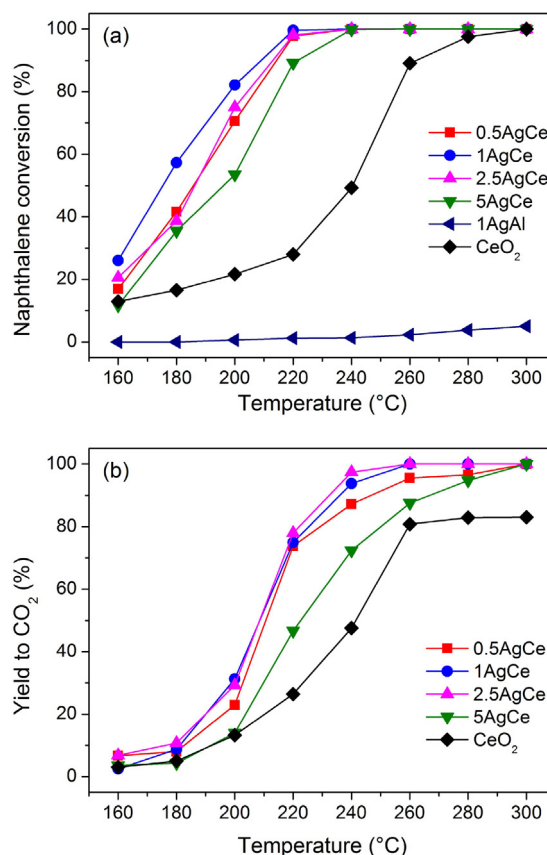 (a)
Naphthalene conversion (%)
100
80
60
40
20
0
0.5AgCe
1AgCe
2.5AgCe
5AgCe
1AgAl
CeO₂
160 180 200 220 240 260 280 300
Temperature (°C)
(b)
Yield to CO₂ (%)
100
80
60
40
20
0
0.5AgCe
1AgCe
2.5AgCe
5AgCe
CeO₂
160 180 200 220 240 260 280 300
Temperature (°C)